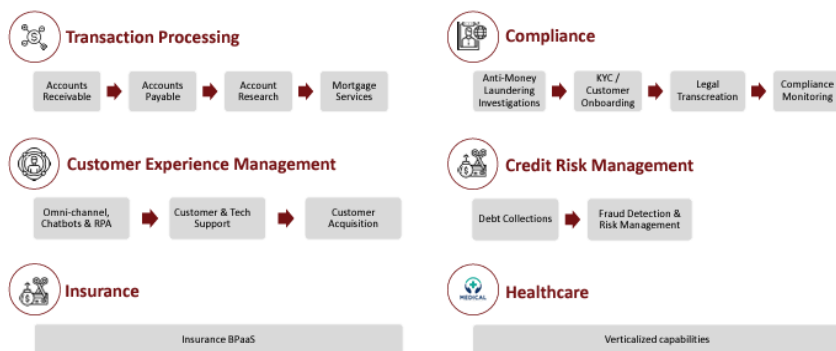 Transaction Processing
Accounts
Receivable
Accounts
Payable
Account
Research
Mortgage
Services
Compliance
Anti-Money
Laundering
Investigations
KYC /
Customer
Onboarding
Legal
Transcreation
Compliance
Monitoring
Customer Experience Management
Omni-channel,
Chatbots & RPA
Customer & Tech
Support
Customer
Acquisition
Credit Risk Management
Debt Collections
Fraud Detection &
Risk Management
Insurance
Insurance BPaaS
MEDICAL
Healthcare
Verticalized capabilities